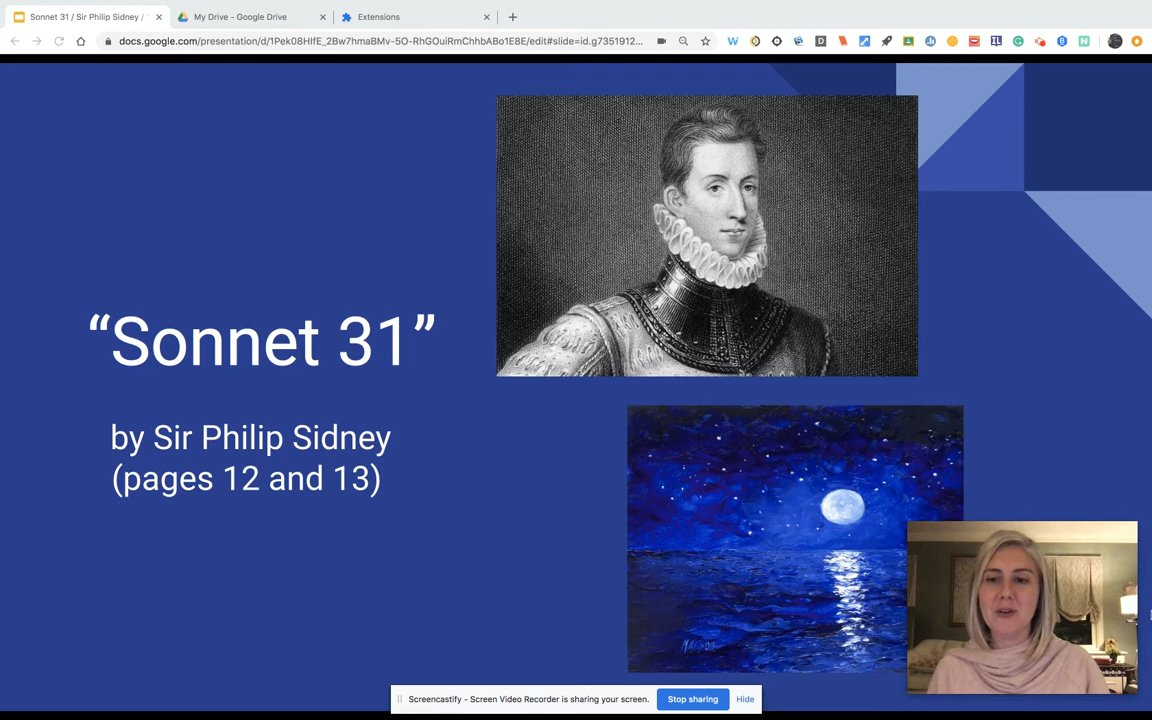 Sonnet 31 / Sir Philip Sidney /
My Drive - Google Drive
Extensions
docs.google.com/presentation/d/1Pek08HIfE_2Bw7hmaBMv-5O-RhGOuiRmChhbABo1E8E/edit#slide=id.g7351912...
“Sonnet 31”
by Sir Philip Sidney
(pages 12 and 13)
Screencastify - Screen Video Recorder is sharing your screen.
Stop sharing
Hide